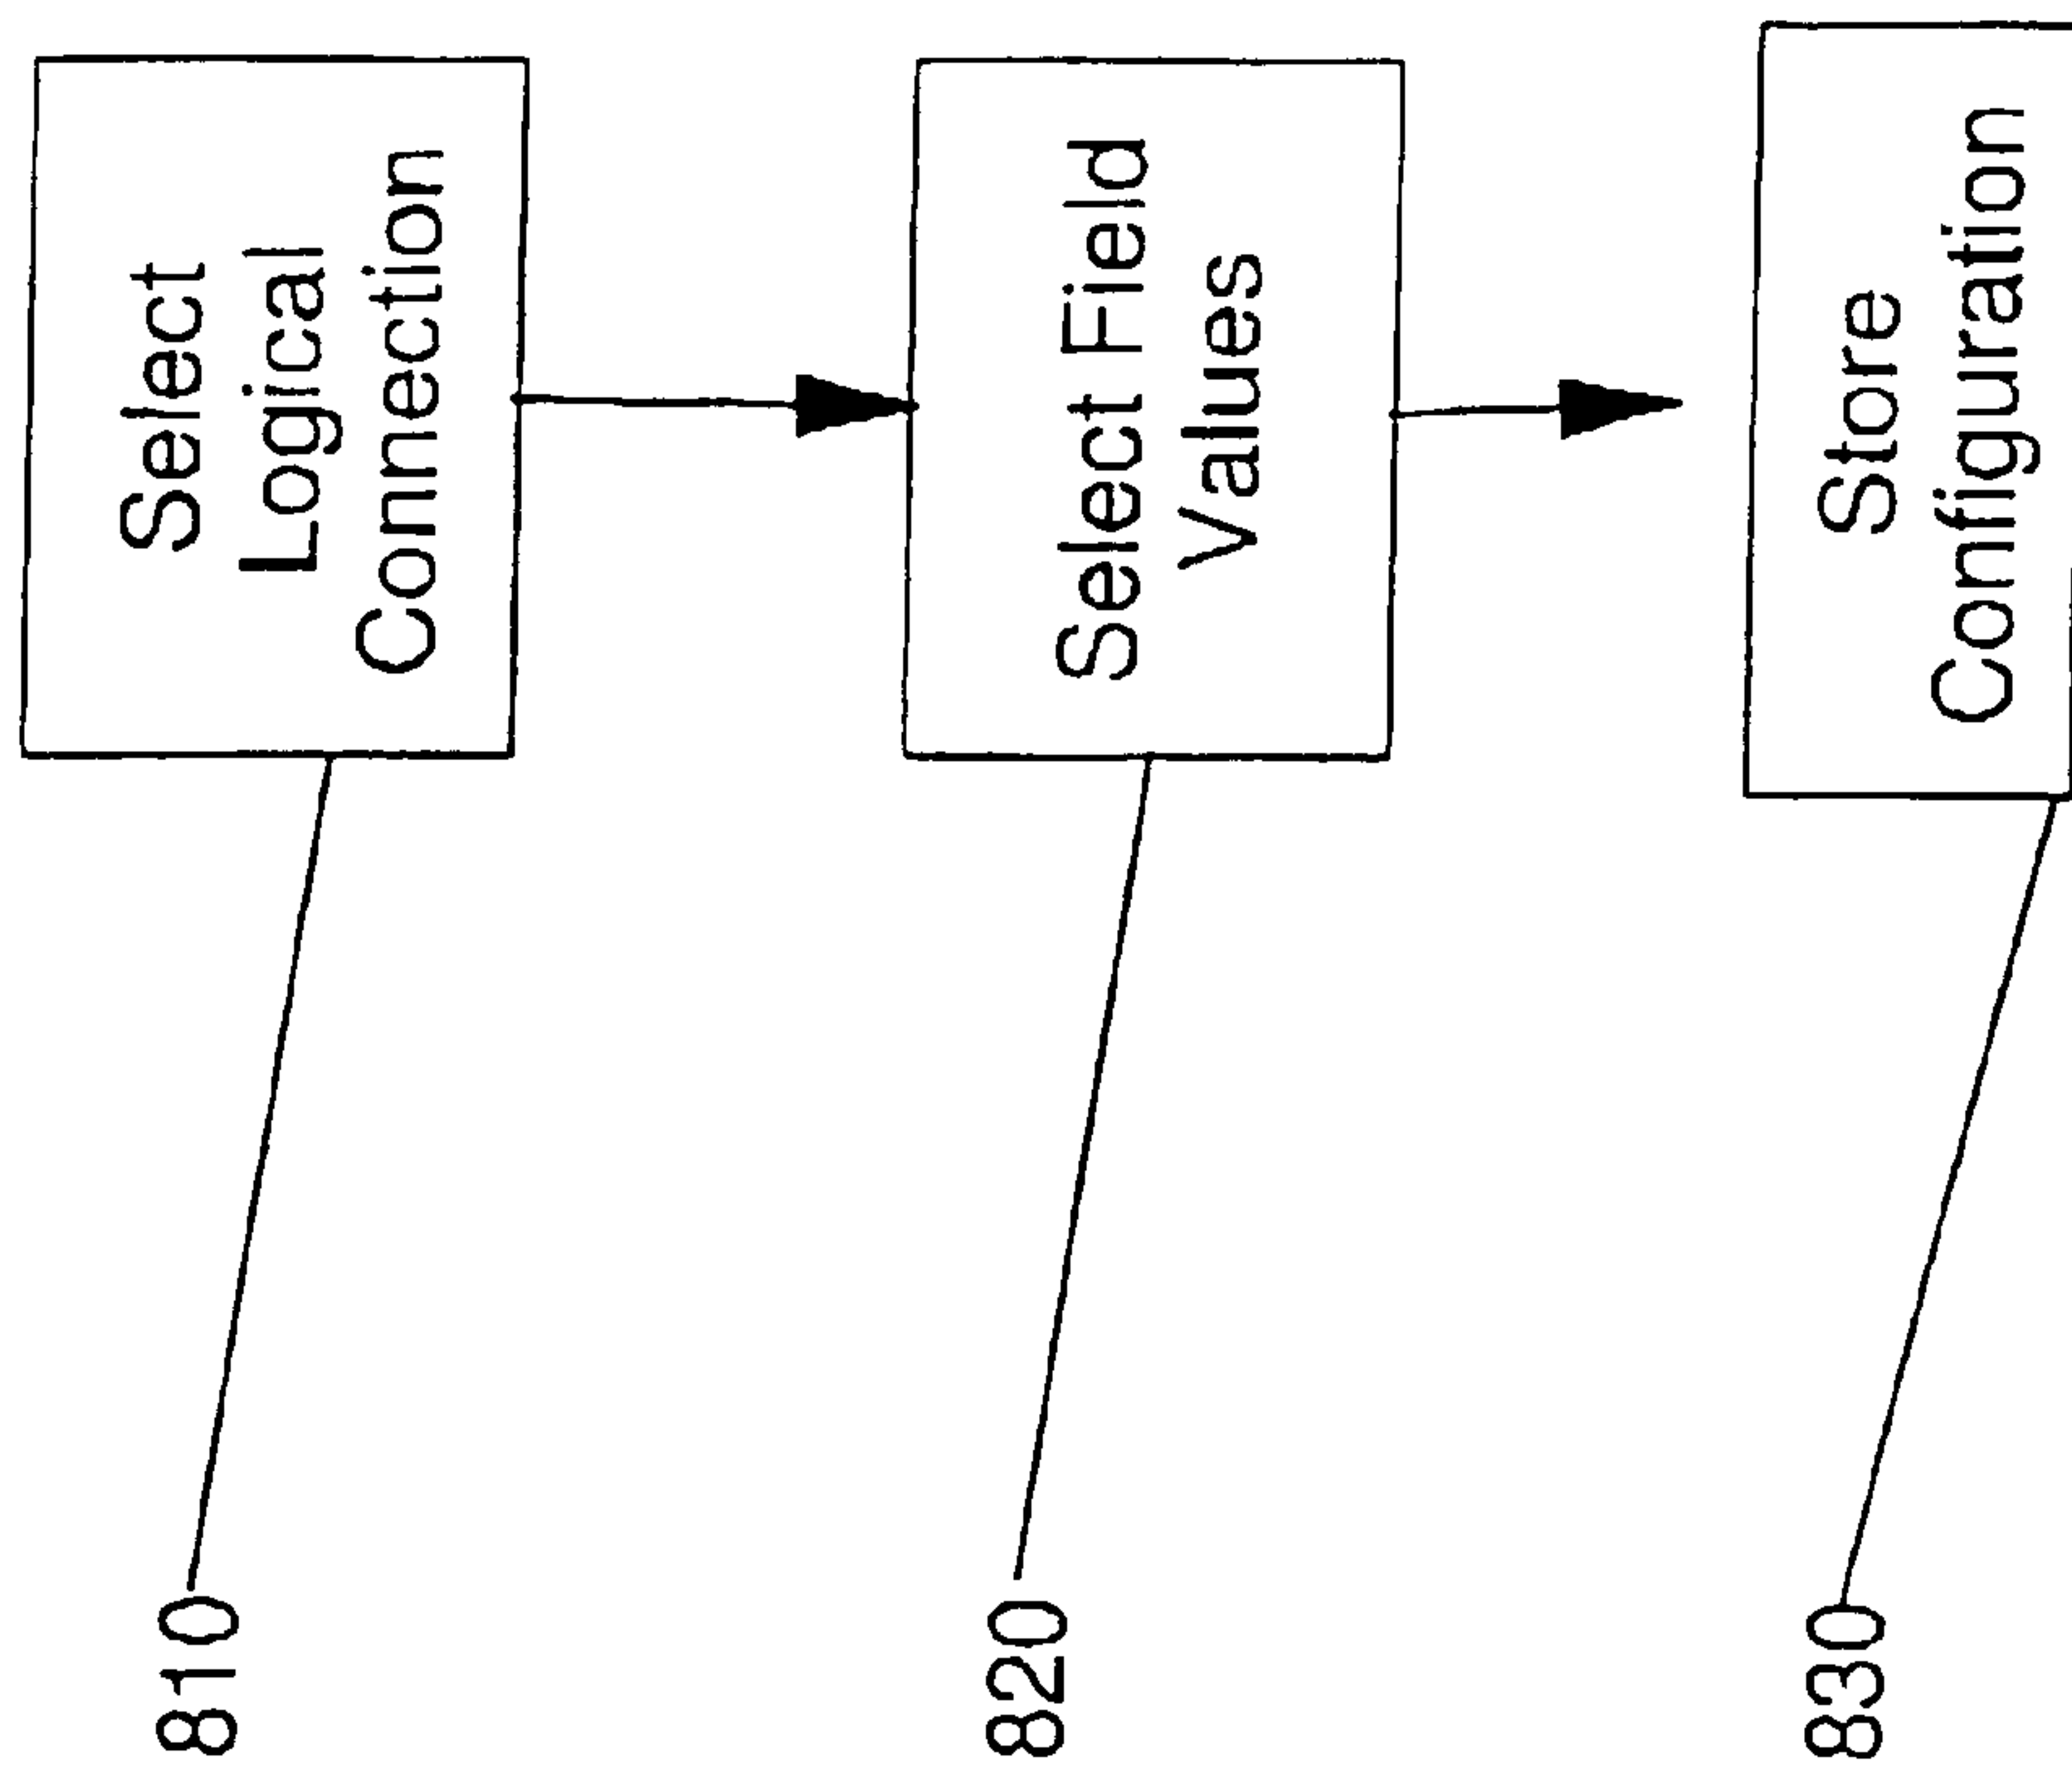 810
Select
Logical
Connection
820
Select Field
Values
830
Store
Configuration